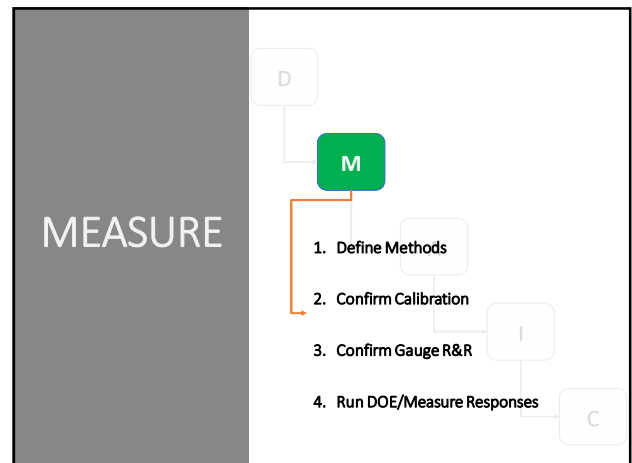 MEASURE
D
M
1. Define Methods
2. Confirm Calibration
I
3. Confirm Gauge R&R
4. Run DOE/Measure Responses
C